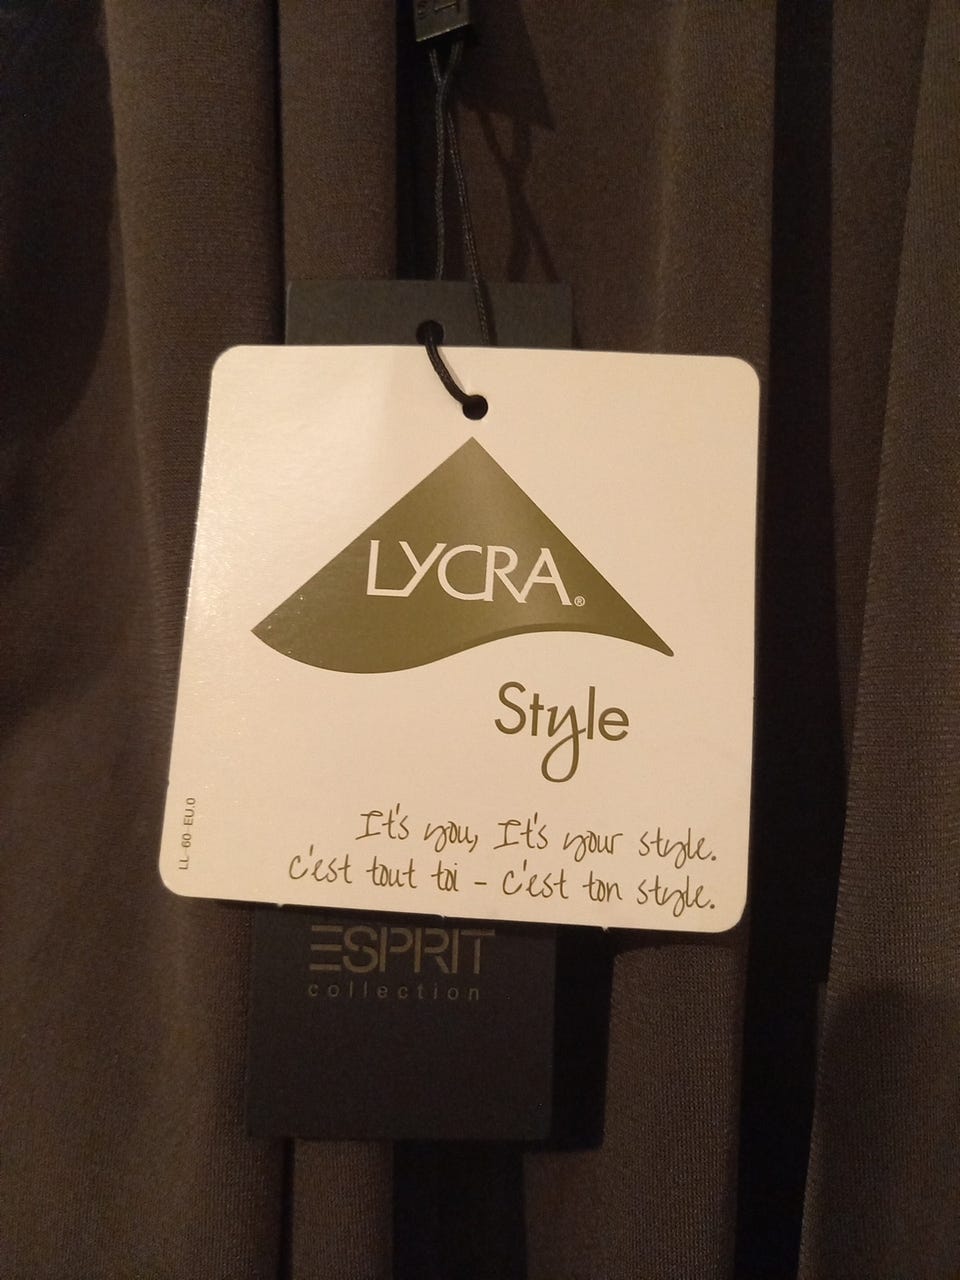 LYCRA®
Style
It's you, It's your style.
C'est tout toi - C'est ton style.
LL-60-EU.0
ESPRIT
collection